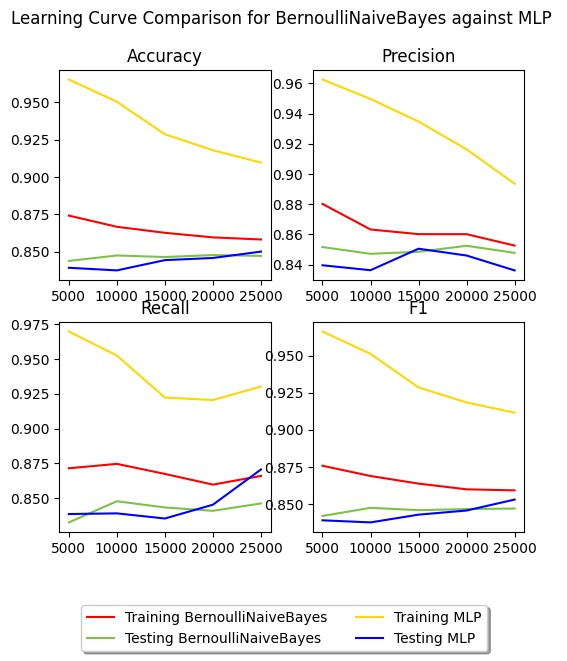 Learning Curve Comparison for BernoulliNaiveBayes against MLP
Accuracy
0.950
0.925
0.900
0.875
0.850
5000 10000 15000 20000 25000
Precision
0.96
0.94
0.92
0.90
0.88
0.86
0.84
5000 10000 15000 20000 25000
Recall
0.975
0.950
0.925
0.900
0.875
0.850
5000 10000 15000 20000 25000
F1
0.950
0.925
0.900
0.875
0.850
5000 10000 15000 20000 25000
Training BernoulliNaiveBayes
Testing BernoulliNaiveBayes
Training MLP
Testing MLP